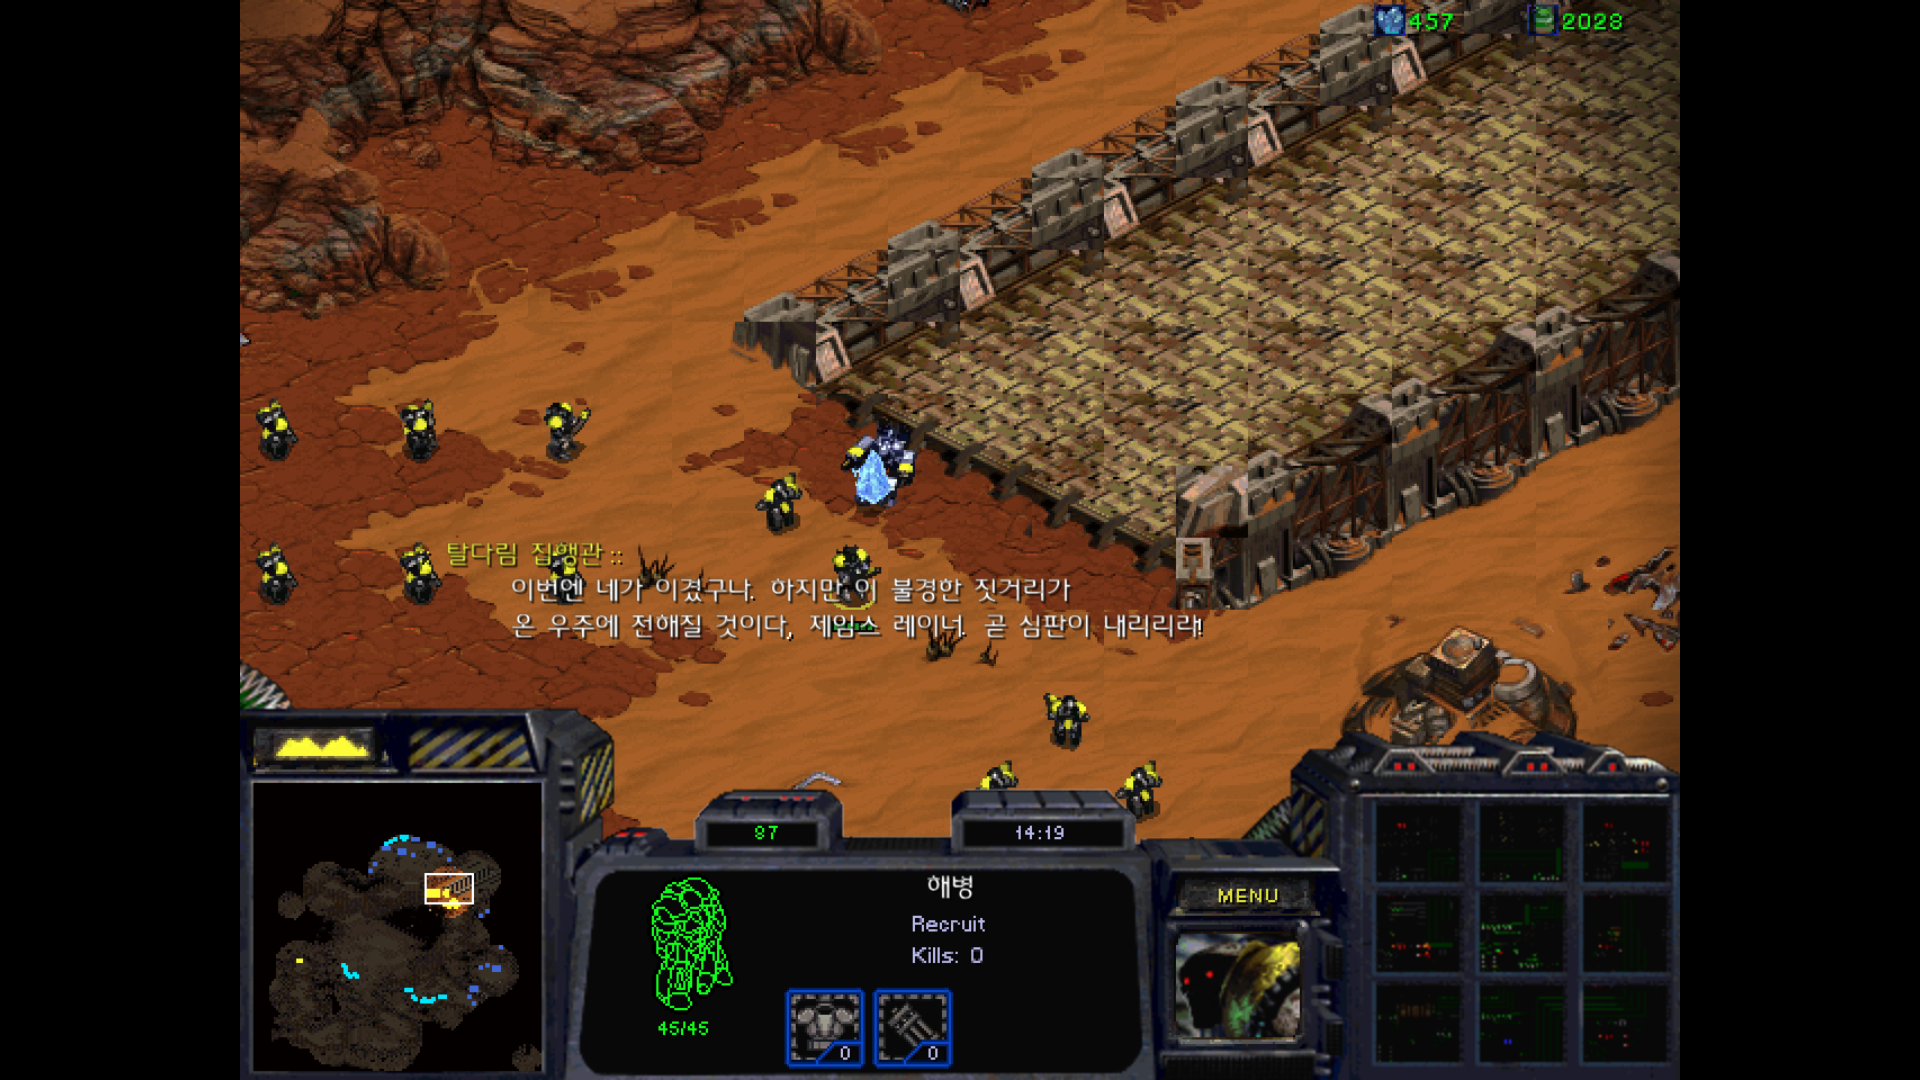 457 2028
탈다림 집행관 ::
이번엔 네가 이겼구나. 하지만 이 불경한 짓거리가
온 우주에 전해질 것이다, 제임스 레이너. 곧 심판이 내리리라!
97 14:19
해병
Recruit
Kills: 0
MENU
45/45
0 0